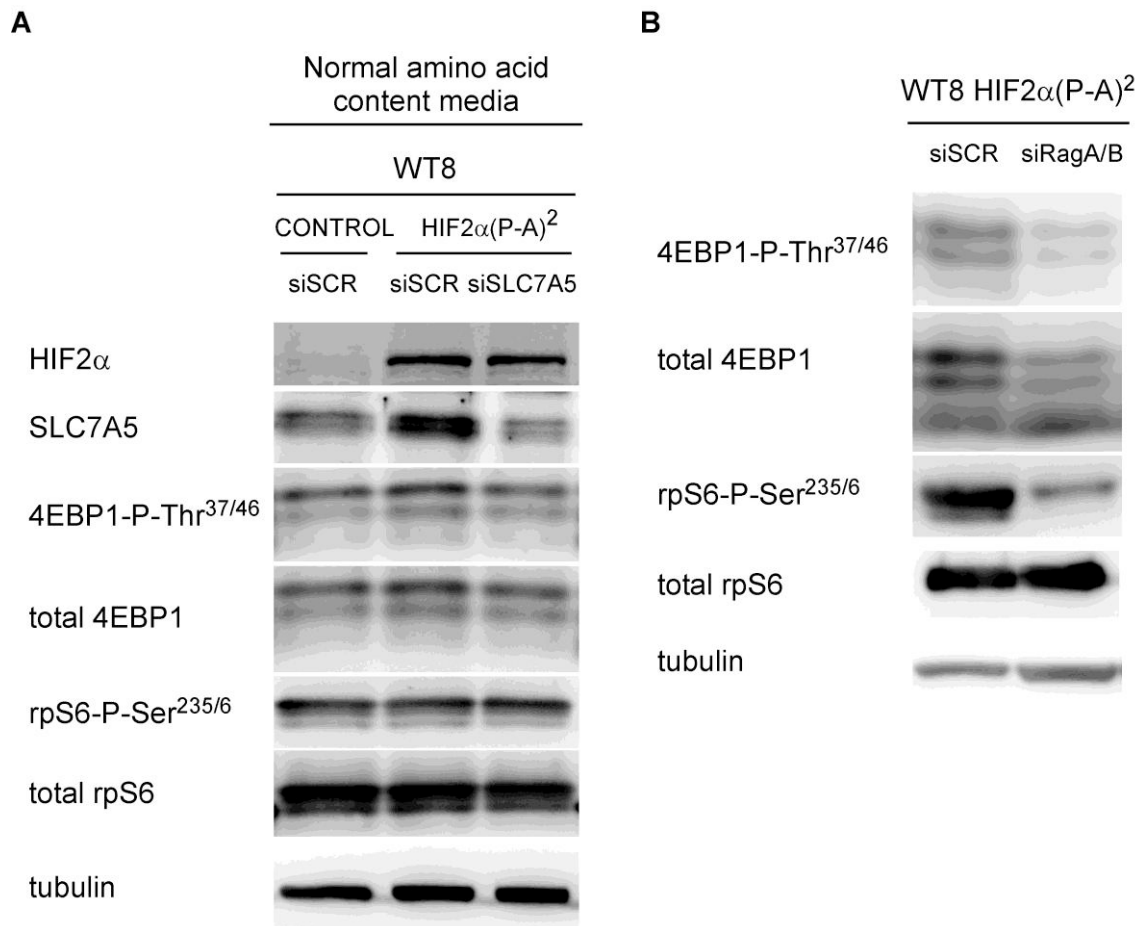 A
Normal amino acid
content media
WT8
CONTROL HIF2α(P-A)²
siSCR siSCR siSLC7A5
HIF2α
SLC7A5
4EBP1-P-Thr³⁷/⁴⁶
total 4EBP1
rpS6-P-Ser²³⁵/⁶
total rpS6
tubulin
B
WT8 HIF2α(P-A)²
siSCR siRagA/B
4EBP1-P-Thr³⁷/⁴⁶
total 4EBP1
rpS6-P-Ser²³⁵/⁶
total rpS6
tubulin